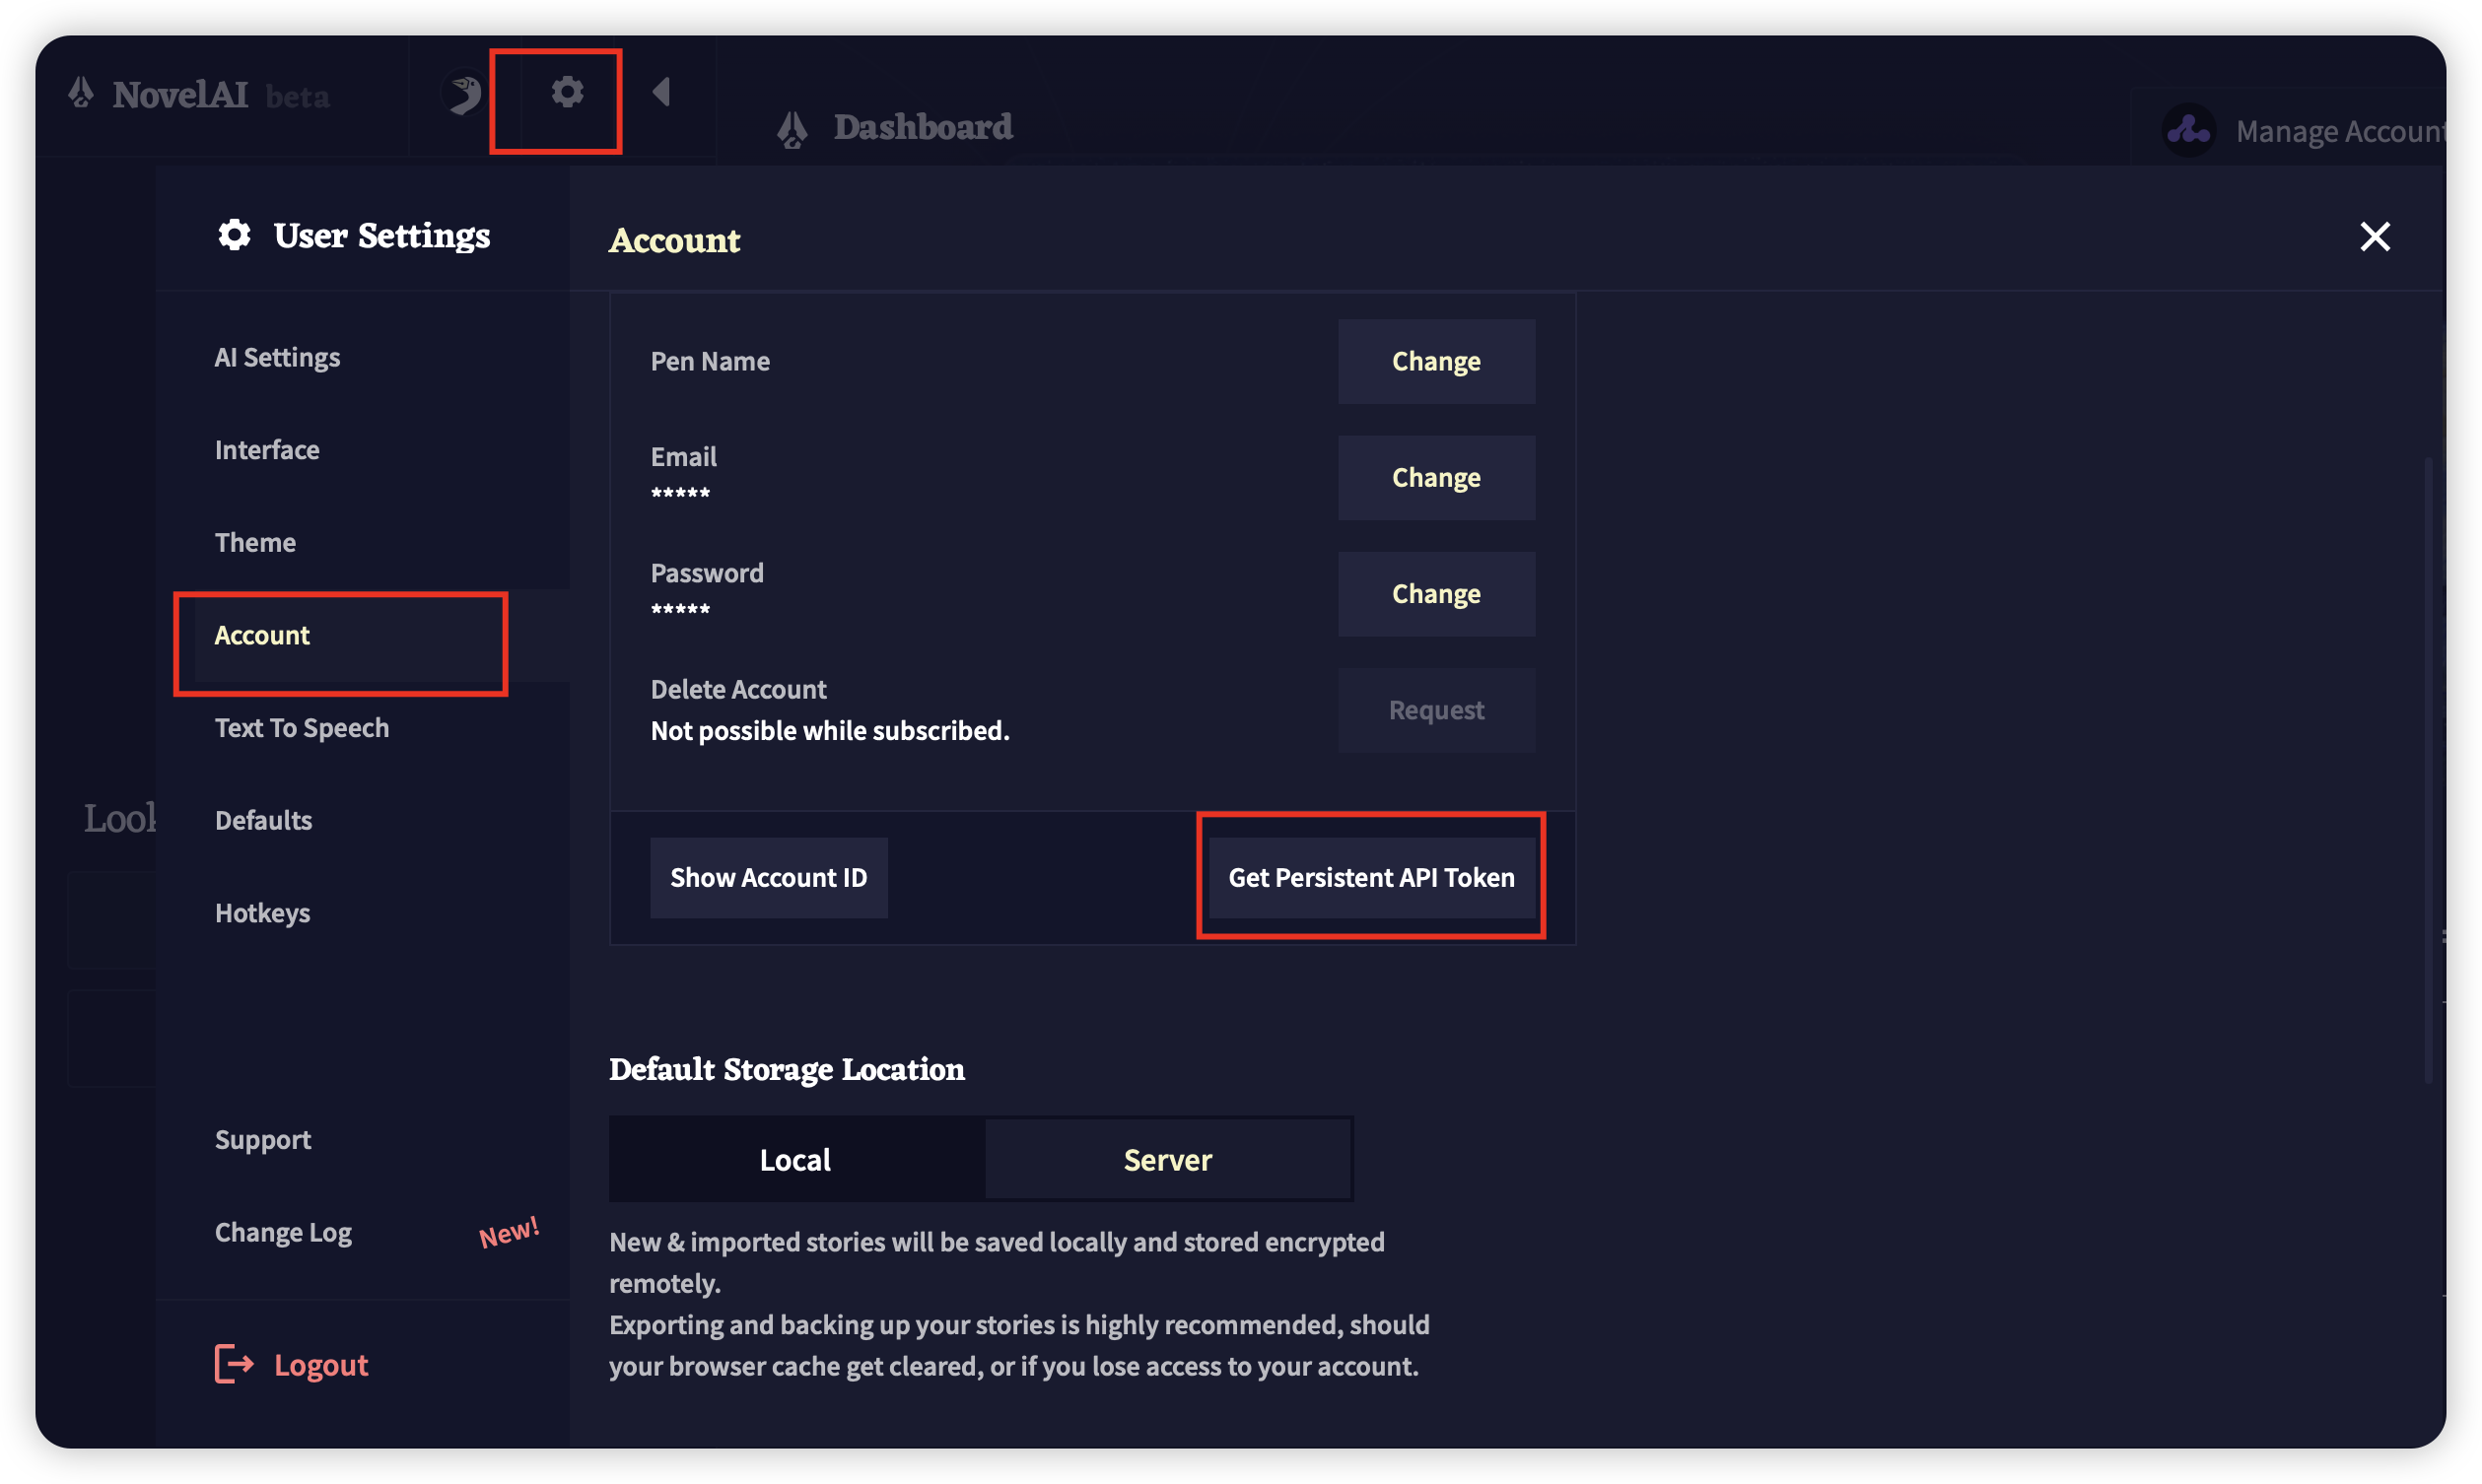 NovelAI beta
Dashboard
Manage Account
User Settings
AI Settings
Interface
Theme
Account
Text To Speech
Defaults
Hotkeys
Support
Change Log New!
Logout
Account
Pen Name
Change
Email
*****
Change
Password
*****
Change
Delete Account
Not possible while subscribed.
Request
Show Account ID
Get Persistent API Token
Default Storage Location
Local
Server
New & imported stories will be saved locally and stored encrypted
remotely.
Exporting and backing up your stories is highly recommended, should
your browser cache get cleared, or if you lose access to your account.